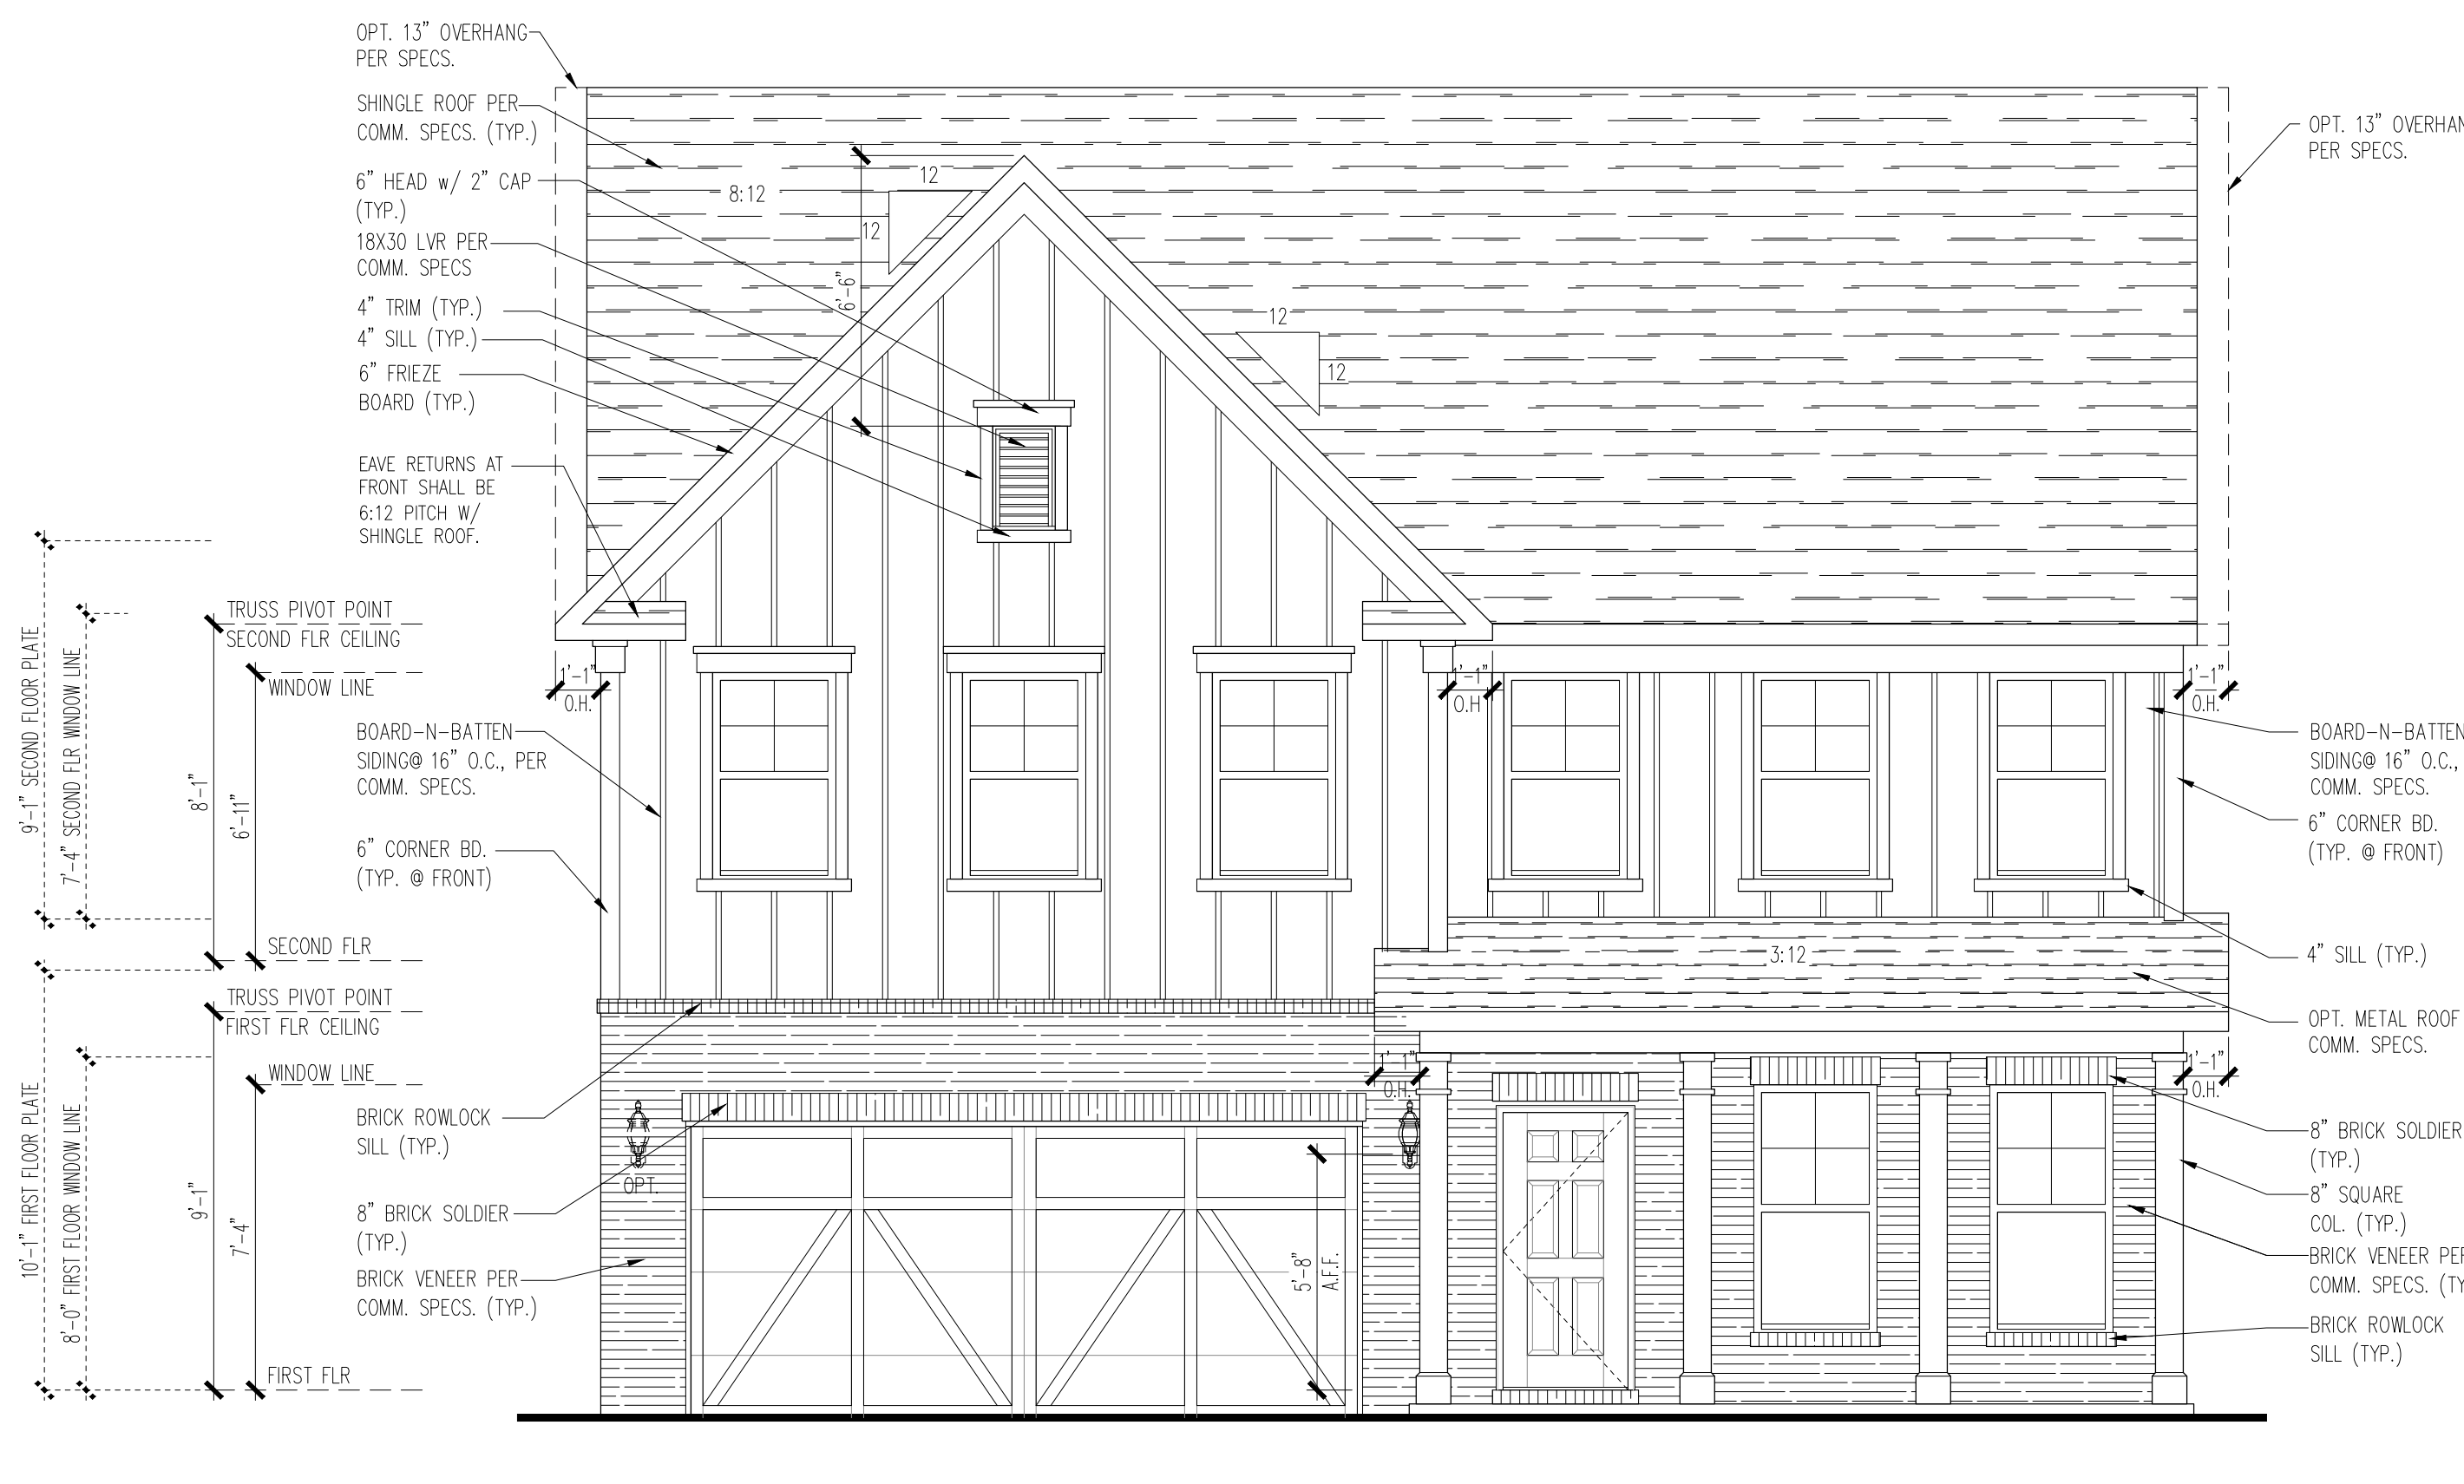 OPT. 13" OVERHANG
PER SPECS.
SHINGLE ROOF PER
COMM. SPECS. (TYP.)
6" HEAD w/ 2" CAP
(TYP.)
18X30 LVR PER
COMM. SPECS
4" TRIM (TYP.)
4" SILL (TYP.)
6" FRIEZE
BOARD (TYP.)
EAVE RETURNS AT
FRONT SHALL BE
6:12 PITCH W/
SHINGLE ROOF.
8:12
12
12
6'-6"
12
12
OPT. 13" OVERHAN
PER SPECS.
9'-1" SECOND FLOOR PLATE
7'-4" SECOND FLR WINDOW LINE
8'-1"
6'-11"
TRUSS PIVOT POINT
SECOND FLR CEILING
WINDOW LINE
SECOND FLR
1'-1"
O.H.
1'-1"
O.H
1'-1"
O.H.
BOARD-N-BATTEN
SIDING@ 16" O.C., PER
COMM. SPECS.
6" CORNER BD.
(TYP. @ FRONT)
BOARD-N-BATTEN
SIDING@ 16" O.C.,
COMM. SPECS.
6" CORNER BD.
(TYP. @ FRONT)
4" SILL (TYP.)
3:12
OPT. METAL ROOF
COMM. SPECS.
10'-1" FIRST FLOOR PLATE
8'-0" FIRST FLOOR WINDOW LINE
9'-1"
7'-4"
TRUSS PIVOT POINT
FIRST FLR CEILING
WINDOW LINE
FIRST FLR
BRICK ROWLOCK
SILL (TYP.)
8" BRICK SOLDIER
(TYP.)
BRICK VENEER PER
COMM. SPECS. (TYP.)
OPT.
5'-8"
A.F.F.
1'-1"
O.H.
1'-1"
O.H.
8" BRICK SOLDIER
(TYP.)
8" SQUARE
COL. (TYP.)
BRICK VENEER PER
COMM. SPECS. (TY
BRICK ROWLOCK
SILL (TYP.)